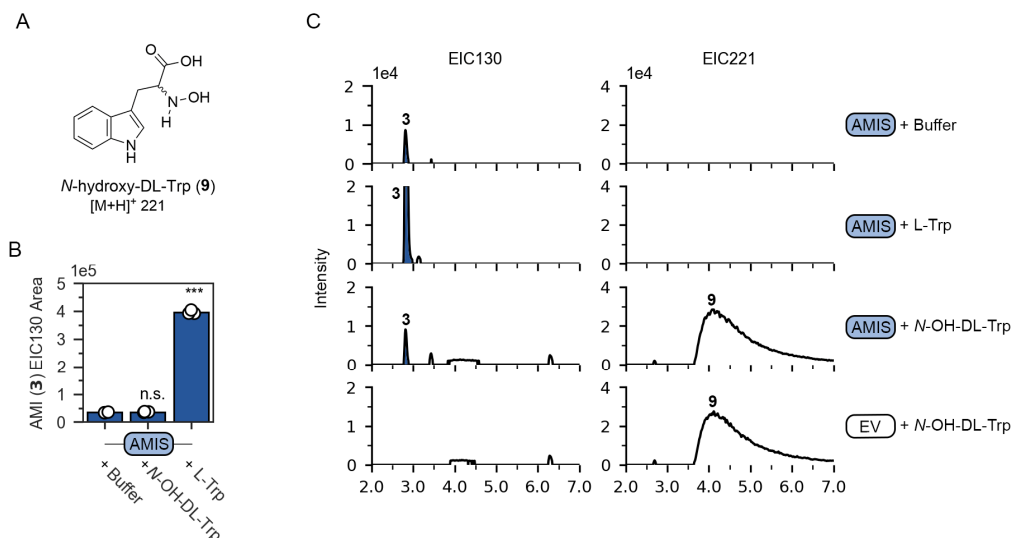 A
O
OH
N
OH
H
N
H
N-hydroxy-DL-Trp (9)
[M+H]+ 221
B
1e5
AMI (3) EIC130 Area
5
4
3
2
1
0
n.s.
***
AMIS
+ Buffer
+ N-OH-DL-Trp
+ L-Trp
C
EIC130
EIC221
Intensity
1e4
2
1
0
3
1e4
4
2
0
AMIS + Buffer
2
1
0
3
4
2
0
AMIS + L-Trp
2
1
0
3
4
2
0
9
AMIS + N-OH-DL-Trp
2
1
0
4
2
0
9
EV + N-OH-DL-Trp
2.0 3.0 4.0 5.0 6.0 7.0
2.0 3.0 4.0 5.0 6.0 7.0